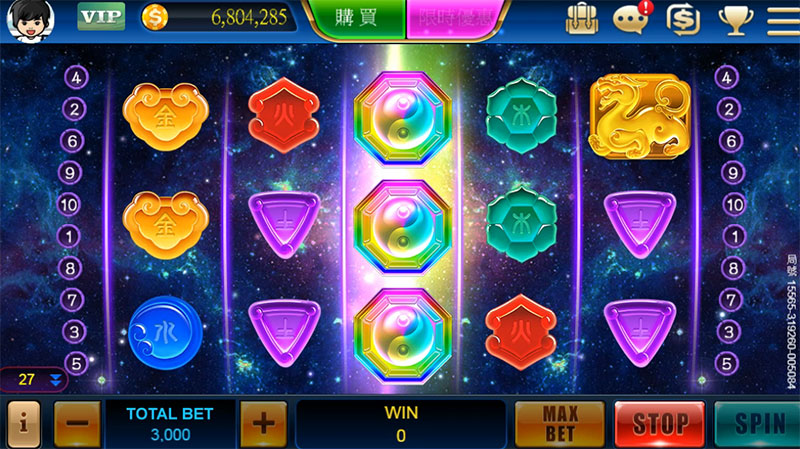 VIP
$
6,804,285
購買
限時優惠
!
$
4 4
2 金 火 木 2
6 6
9 9
10 金 土 木 土 10
1 1
8 8
7 7
3 水 土 火 土 3
5 5
局號 15565-319260-005084
27
i
−
TOTAL BET
3,000
+
WIN
0
MAX
BET
STOP
SPIN